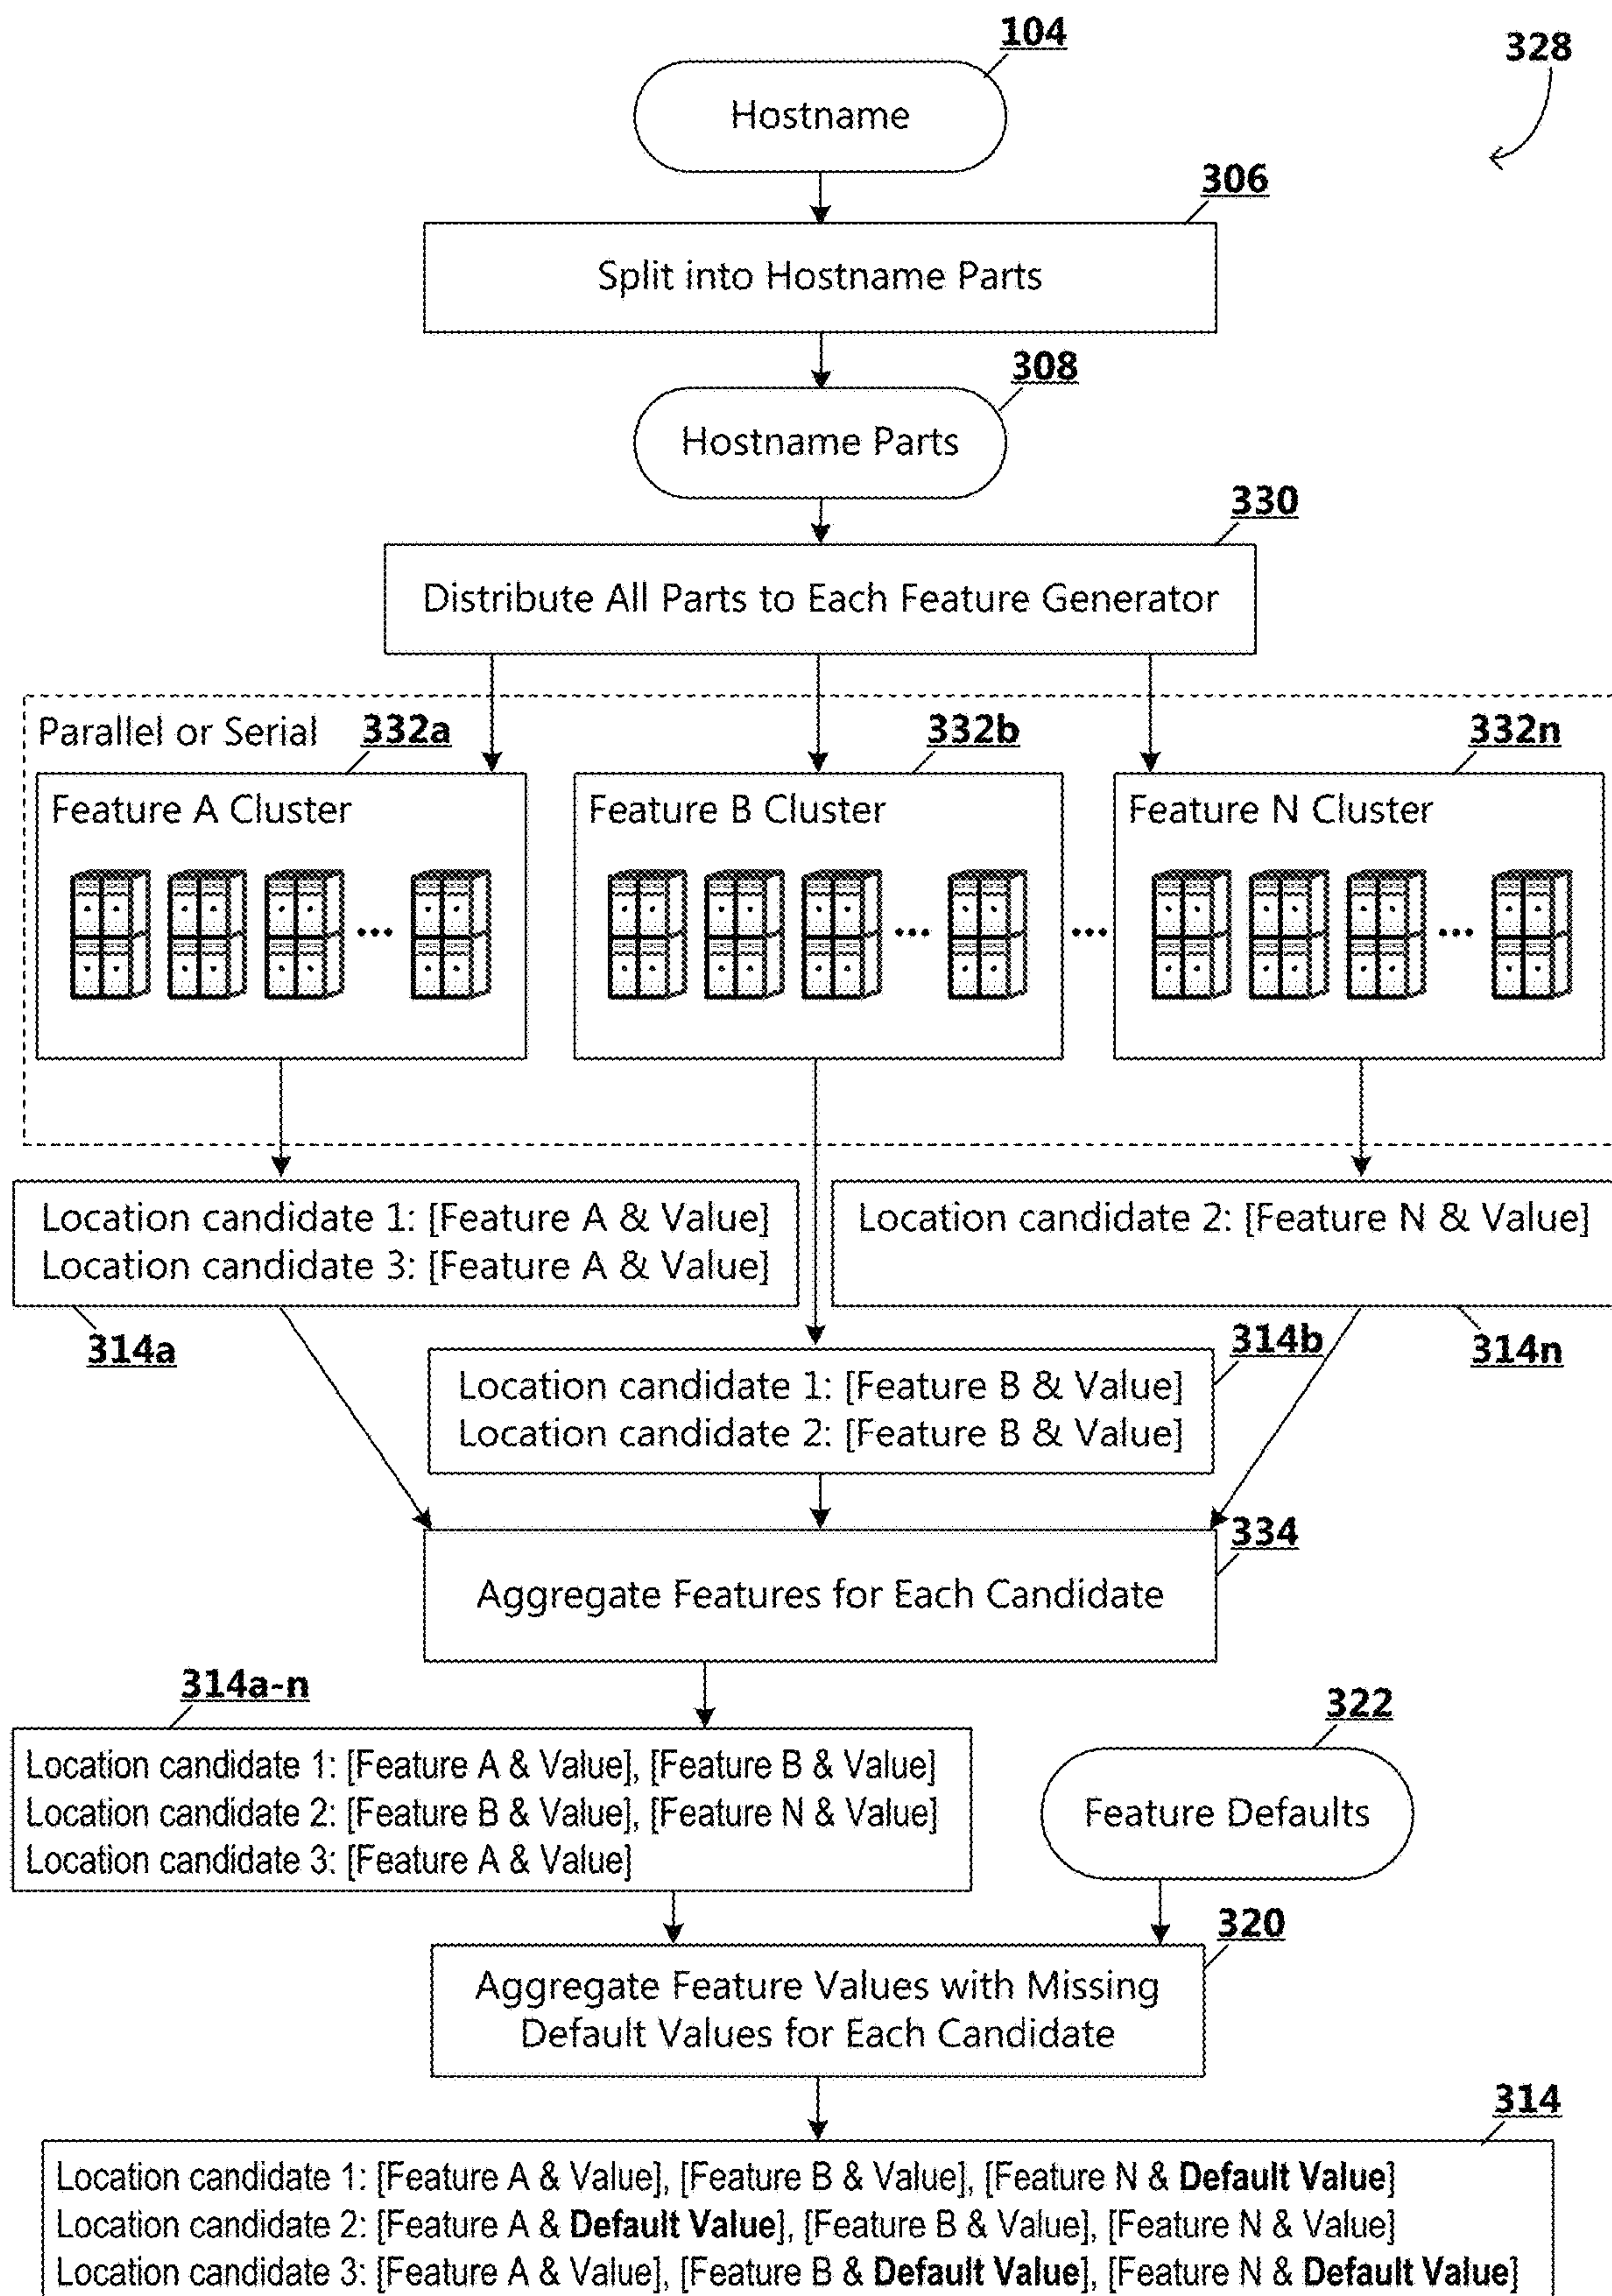 104
328
Hostname
306
Split into Hostname Parts
308
Hostname Parts
330
Distribute All Parts to Each Feature Generator
Parallel or Serial
332a
332b
332n
Feature A Cluster
Feature B Cluster
Feature N Cluster
...
...
...
...
Location candidate 1: [Feature A & Value]
Location candidate 3: [Feature A & Value]
Location candidate 2: [Feature N & Value]
314a
314b
314n
Location candidate 1: [Feature B & Value]
Location candidate 2: [Feature B & Value]
334
Aggregate Features for Each Candidate
314a-n
322
Location candidate 1: [Feature A & Value], [Feature B & Value]
Location candidate 2: [Feature B & Value], [Feature N & Value]
Location candidate 3: [Feature A & Value]
Feature Defaults
320
Aggregate Feature Values with Missing
Default Values for Each Candidate
314
Location candidate 1: [Feature A & Value], [Feature B & Value], [Feature N & Default Value]
Location candidate 2: [Feature A & Default Value], [Feature B & Value], [Feature N & Value]
Location candidate 3: [Feature A & Value], [Feature B & Default Value], [Feature N & Default Value]